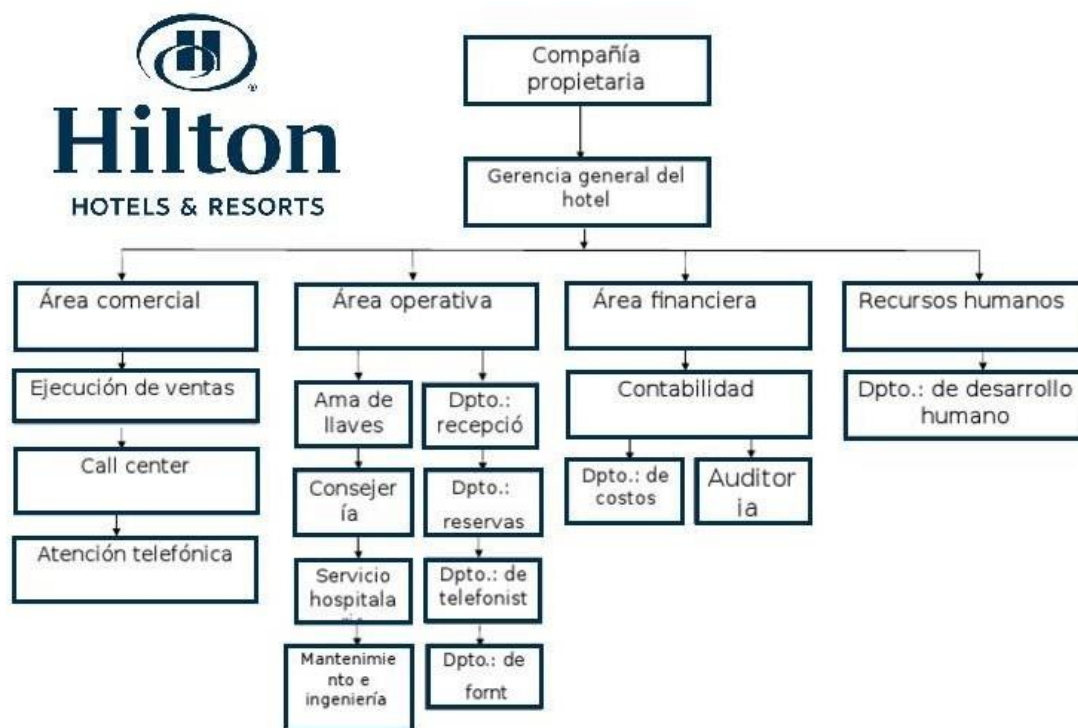 Hilton
HOTELS & RESORTS
Compañía
propietaria
Gerencia general del
hotel
Área comercial
Área operativa
Área financiera
Recursos humanos
Ejecución de ventas
Call center
Atención telefónica
Ama de
llaves
Consejer
ía
Servicio
hospitala
Mantenimie
nto e
ingeniería
Dpto.:
recepció
Dpto.:
reservas
Dpto.: de
telefonist
Dpto.: de
fornt
Contabilidad
Dpto.: de
costos
Auditor
ia
Dpto.: de desarrollo
humano